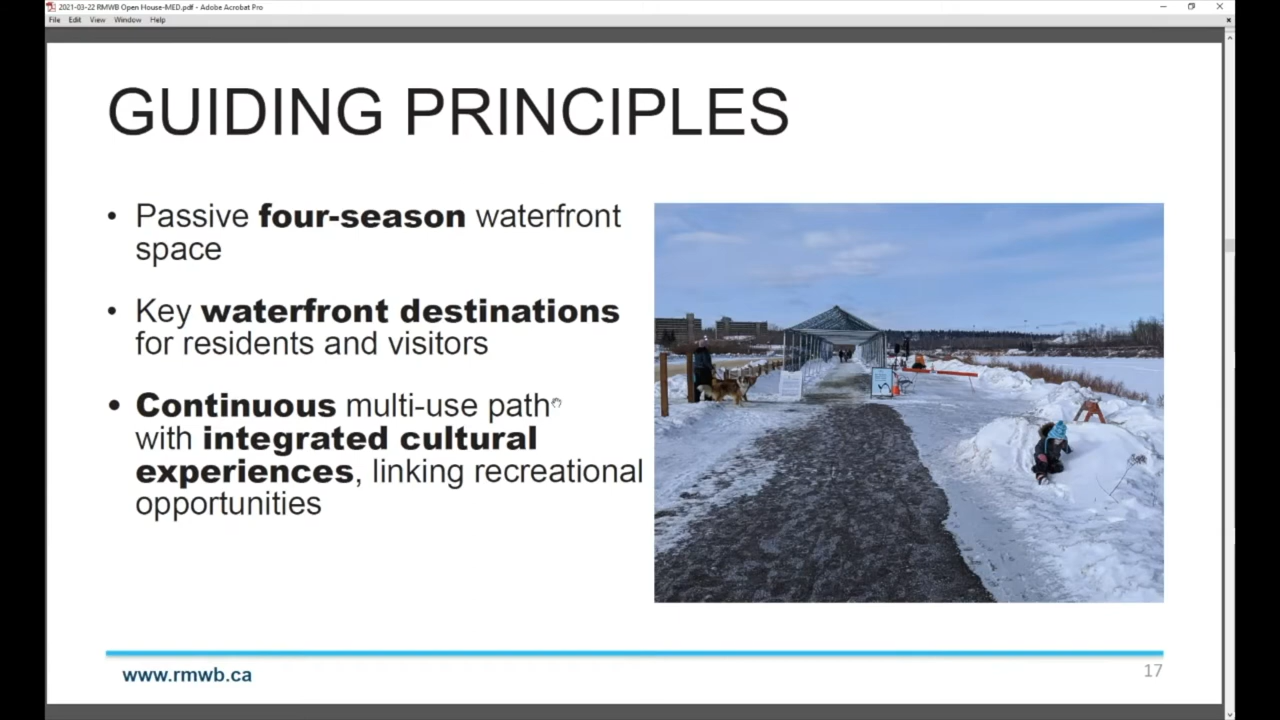 2021-03-22 RMWB Open House-MED.pdf - Adobe Acrobat Pro
File Edit View Window Help
GUIDING PRINCIPLES
• Passive four-season waterfront
space
• Key waterfront destinations
for residents and visitors
• Continuous multi-use path
with integrated cultural
experiences, linking recreational
opportunities
www.rmwb.ca
17